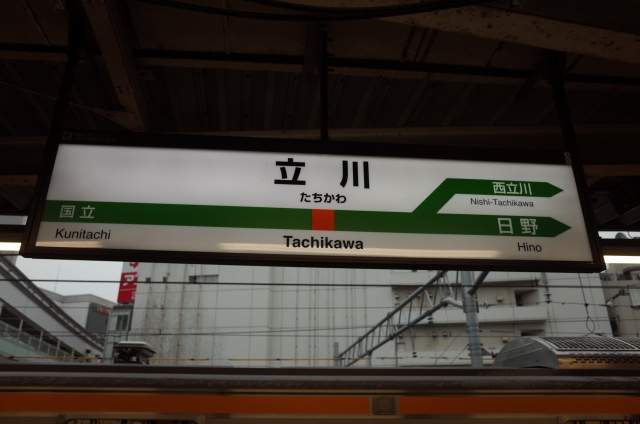 立川
たちかわ
西立川
Nishi-Tachikawa
国立
日野
Kunitachi
Tachikawa
Hino